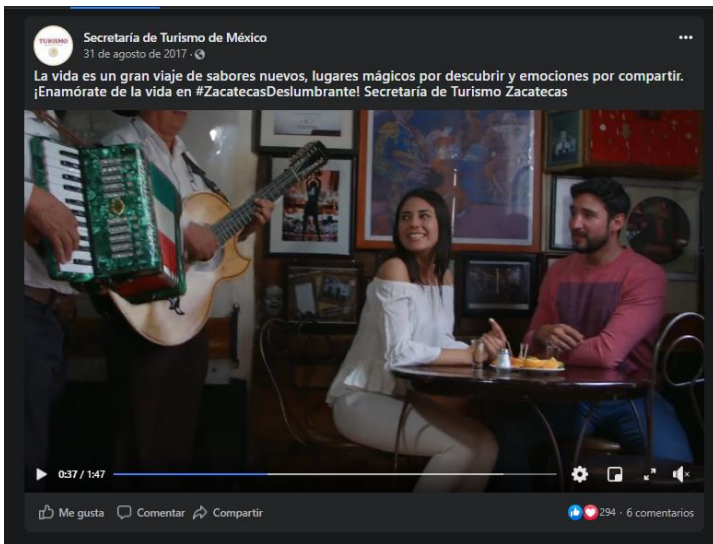 TURISMO
Secretaría de Turismo de México
31 de agosto de 2017 ·
La vida es un gran viaje de sabores nuevos, lugares mágicos por descubrir y emociones por compartir.
¡Enamórate de la vida en #ZacatecasDeslumbrante! Secretaría de Turismo Zacatecas
0:37 / 1:47
Me gusta Comentar Compartir 294 · 6 comentarios